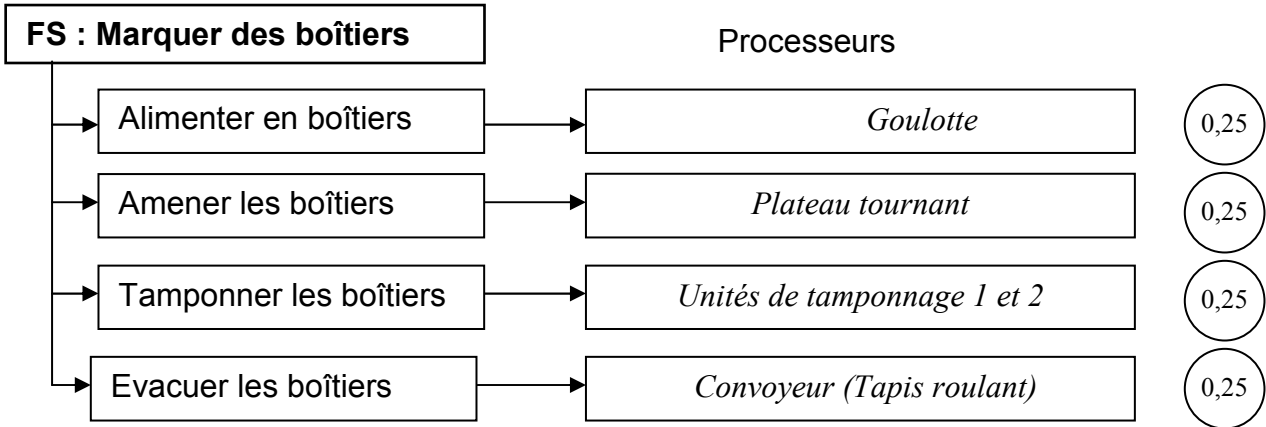 FS : Marquer des boîtiers
Processeurs
Alimenter en boîtiers
Goulotte
0,25
Amener les boîtiers
Plateau tournant
0,25
Tamponner les boîtiers
Unités de tamponnage 1 et 2
0,25
Evacuer les boîtiers
Convoyeur (Tapis roulant)
0,25